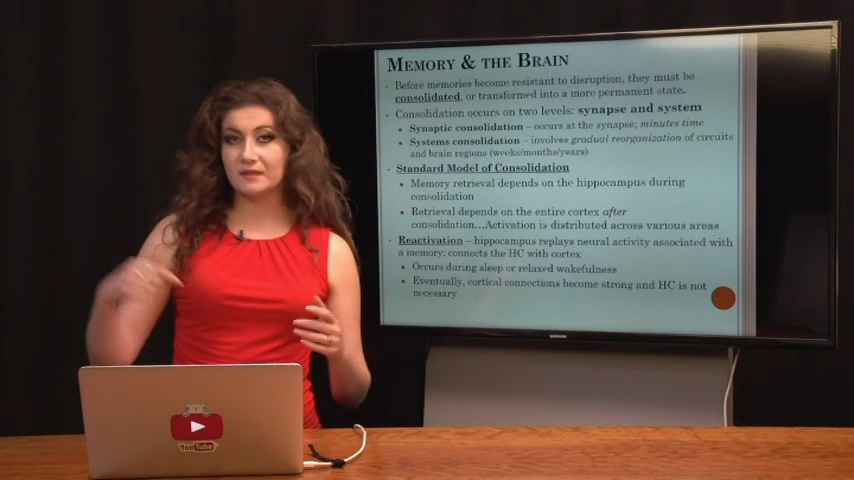 MEMORY & THE BRAIN
Before memories become resistant to disruption, they must be
consolidated, or transformed into a more permanent state.
Consolidation occurs on two levels: synapse and system
Synaptic consolidation – occurs at the synapse; minutes time
Systems consolidation – involves gradual reorganization of circuits
and brain regions (weeks/months/years)
Standard Model of Consolidation
Memory retrieval depends on the hippocampus during
consolidation
Retrieval depends on the entire cortex after
consolidation…Activation is distributed across various areas
Reactivation – hippocampus replays neural activity associated with
a memory; connects the HC with cortex
Occurs during sleep or relaxed wakefulness
Eventually, cortical connections become strong and HC is not
necessary
SAMSUNG
YouTube